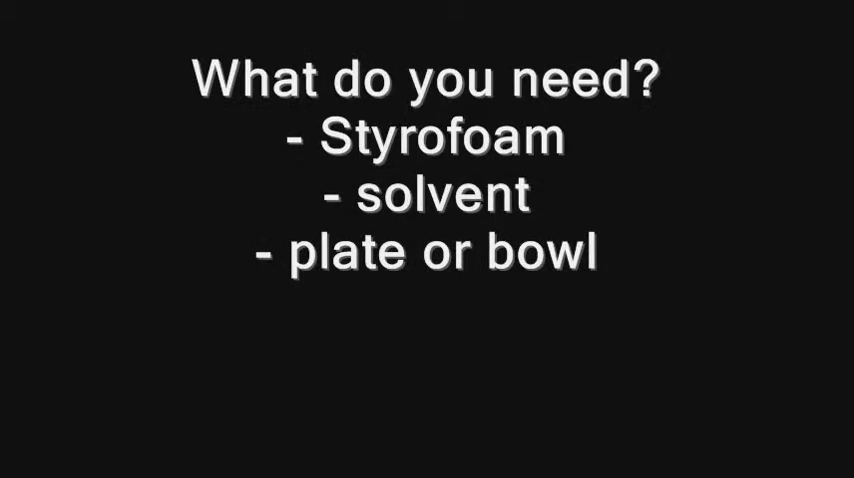 What do you need?
- Styrofoam
- solvent
- plate or bowl